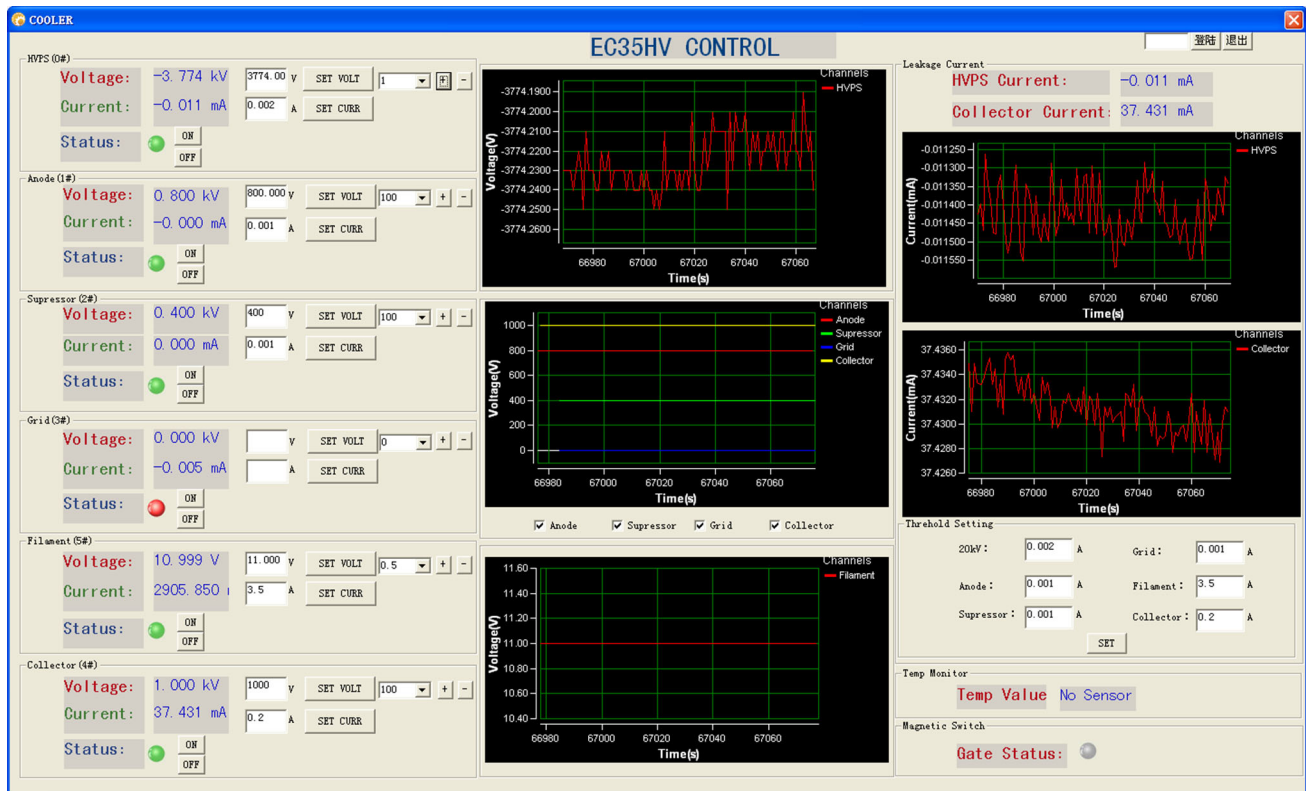 COOLER
EC35HV CONTROL
登陆 退出
HVPS(0#)
Voltage: -3.774 kV 3774.00 V SET VOLT 1 + -
Current: -0.011 mA 0.002 A SET CURR
Status: ON
OFF
Anode(1#)
Voltage: 0.800 kV 800.000 V SET VOLT 100 + -
Current: -0.000 mA 0.001 A SET CURR
Status: ON
OFF
Supressor(2#)
Voltage: 0.400 kV 400 V SET VOLT 100 + -
Current: 0.000 mA 0.001 A SET CURR
Status: ON
OFF
Grid(3#)
Voltage: 0.000 kV V SET VOLT 0 + -
Current: -0.005 mA A SET CURR
Status: ON
OFF
Filament(5#)
Voltage: 10.999 V 11.000 V SET VOLT 0.5 + -
Current: 2905.850 3.5 A SET CURR
Status: ON
OFF
Collector(4#)
Voltage: 1.000 kV 1000 V SET VOLT 100 + -
Current: 37.431 mA 0.2 A SET CURR
Status: ON
OFF
Channels
HVPS
Voltage(V)
-3774.1900
-3774.2000
-3774.2100
-3774.2200
-3774.2300
-3774.2400
-3774.2500
-3774.2600
66980 67000 67020 67040 67060
Time(s)
Channels
Anode
Supressor
Grid
Collector
Voltage(V)
1000
800
600
400
200
0
66980 67000 67020 67040 67060
Time(s)
Anode Supressor Grid Collector
Channels
Filament
Voltage(V)
11.60
11.40
11.20
11.00
10.80
10.60
10.40
66980 67000 67020 67040 67060
Time(s)
Leakage Current
HVPS Current: -0.011 mA
Collector Current: 37.431 mA
Channels
HVPS
Current(mA)
-0.011250
-0.011300
-0.011350
-0.011400
-0.011450
-0.011500
-0.011550
66980 67000 67020 67040 67060
Time(s)
Channels
Collector
Current(mA)
37.4360
37.4340
37.4320
37.4300
37.4280
37.4260
66980 67000 67020 67040 67060
Time(s)
Threhold Setting
20kV: 0.002 A Grid: 0.001 A
Anode: 0.001 A Filament: 3.5 A
Supressor: 0.001 A Collector: 0.2 A
SET
Temp Monitor
Temp Value No Sensor
Magnetic Switch
Gate Status: